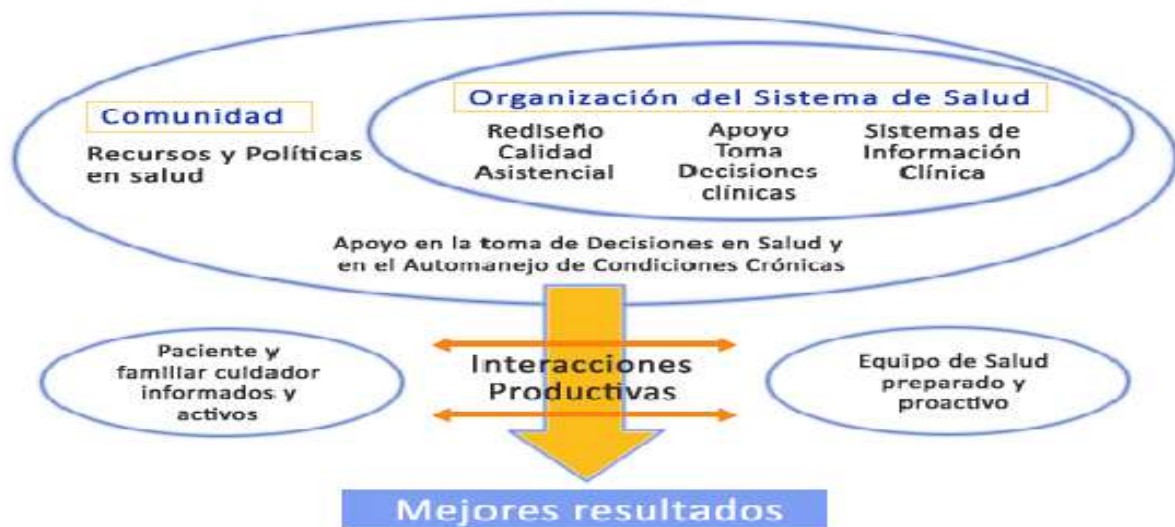 Comunidad
Recursos y Políticas
en salud
Organización del Sistema de Salud
Rediseño
Calidad
Asistencial
Apoyo
Toma
Decisiones
clínicas
Sistemas de
Información
Clínica
Apoyo en la toma de Decisiones en Salud y
en el Automanejo de Condiciones Crónicas
Paciente y
familiar cuidador
informados y
activos
Interacciones
Productivas
Equipo de Salud
preparado y
proactivo
Mejores resultados